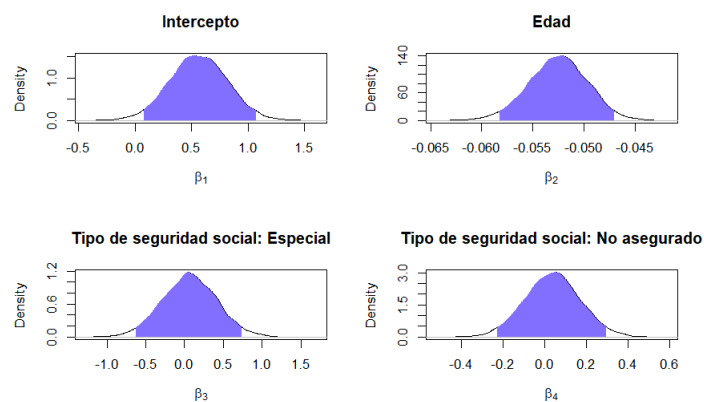 Intercepto
Density
0.0
1.0
-0.5
0.0
0.5
1.0
1.5
β1
Edad
Density
0
60
140
-0.065
-0.060
-0.055
-0.050
-0.045
β2
Tipo de seguridad social: Especial
Density
0.0
0.6
1.2
-1.0
-0.5
0.0
0.5
1.0
1.5
β3
Tipo de seguridad social: No asegurado
Density
0.0
1.5
3.0
-0.4
-0.2
0.0
0.2
0.4
0.6
β4